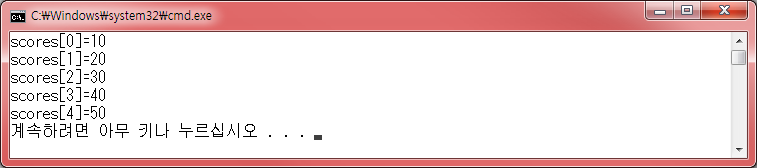 C:₩Windows₩system32₩cmd.exe
scores[0]=10
scores[1]=20
scores[2]=30
scores[3]=40
scores[4]=50
계속하려면 아무 키나 누르십시오 . . .